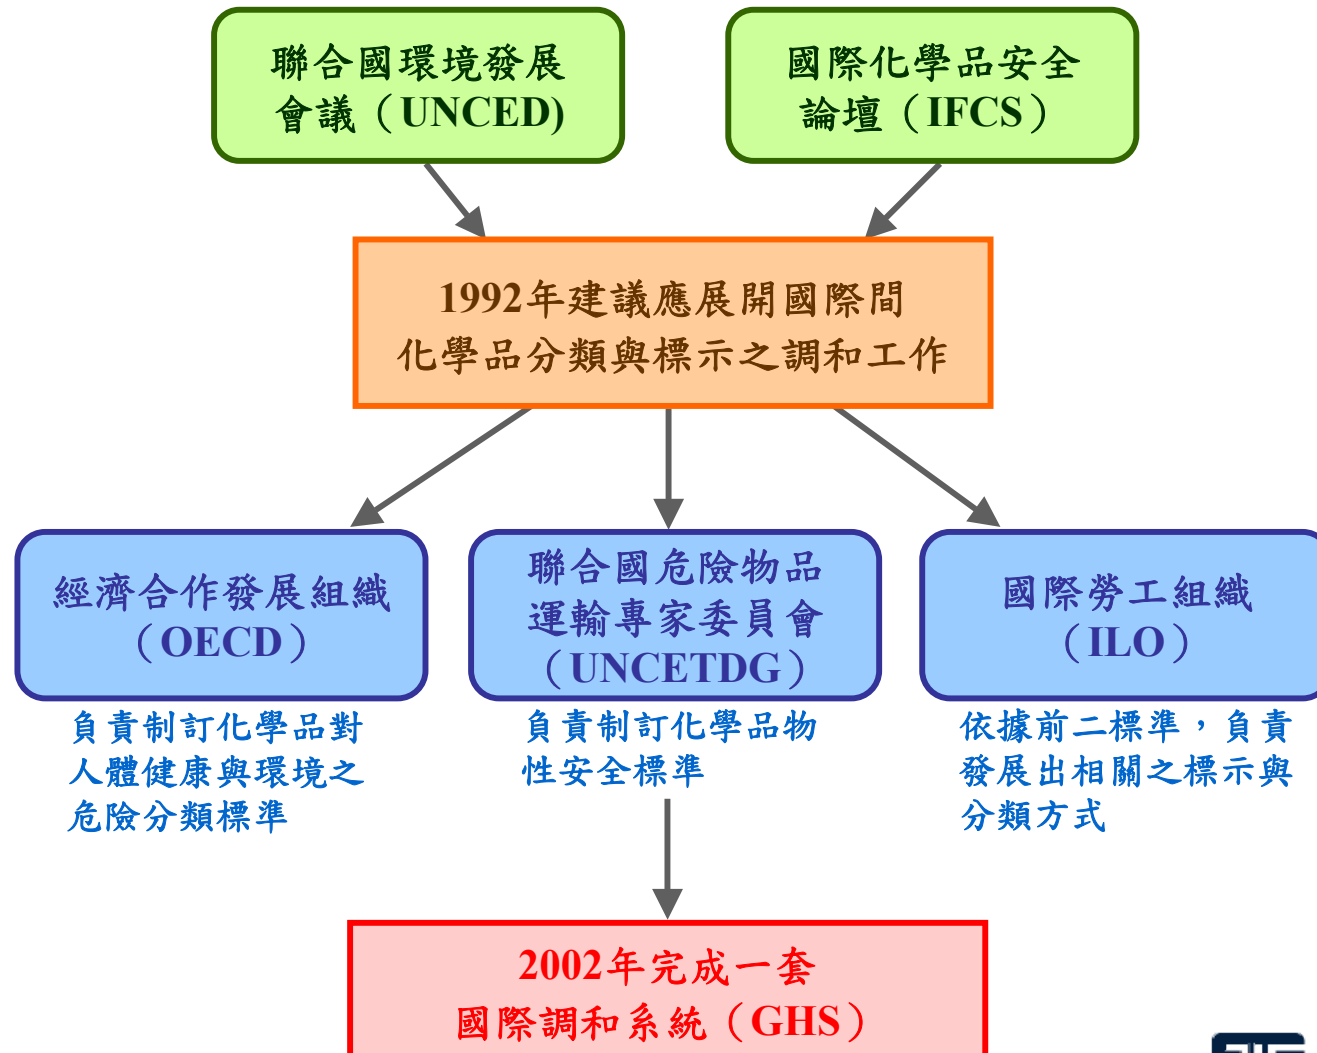 聯合國環境發展
會議（UNCED)
國際化學品安全
論壇（IFCS）
1992年建議應展開國際間
化學品分類與標示之調和工作
經濟合作發展組織
（OECD）
聯合國危險物品
運輸專家委員會
（UNCETDG）
國際勞工組織
（ILO）
負責制訂化學品對
人體健康與環境之
危險分類標準
負責制訂化學品物
性安全標準
依據前二標準，負責
發展出相關之標示與
分類方式
2002年完成一套
國際調和系統（GHS）